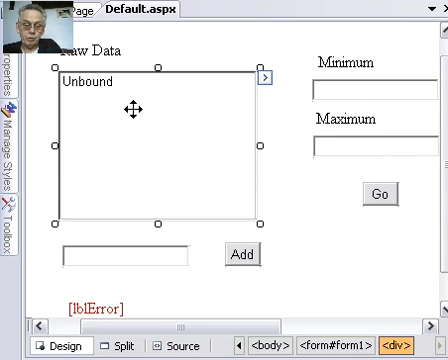 Page
Default.aspx
Raw Data
Unbound
Minimum
Maximum
Go
Add
[lblError]
Properties
Manage Styles
Toolbox
Design
Split
Source
<body>
<form#form1>
<div>